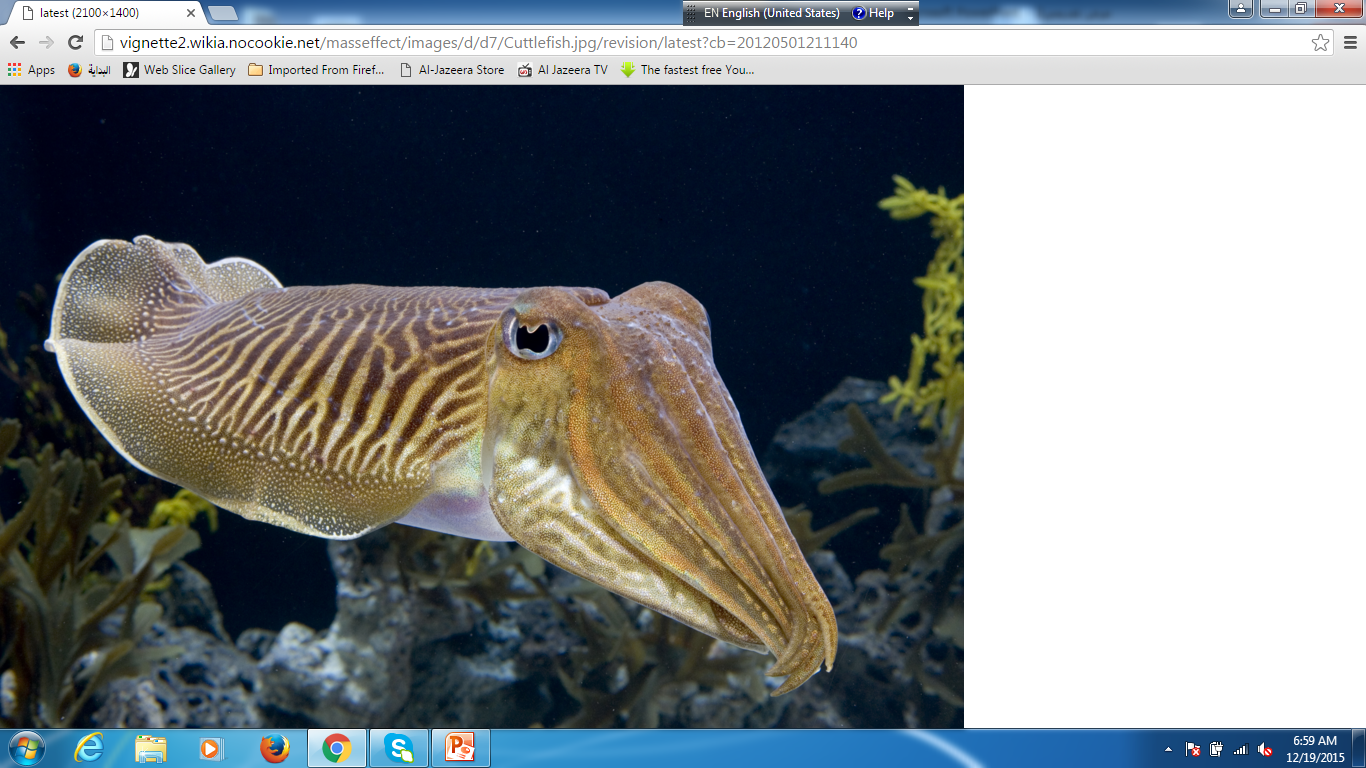 latest (2100×1400)
EN English (United States) Help
vignette2.wikia.nocookie.net/masseffect/images/d/d7/Cuttlefish.jpg/revision/latest?cb=20120501211140
Apps البداية Web Slice Gallery Imported From Firef... Al-Jazeera Store Al Jazeera TV The fastest free You...
6:59 AM
12/19/2015